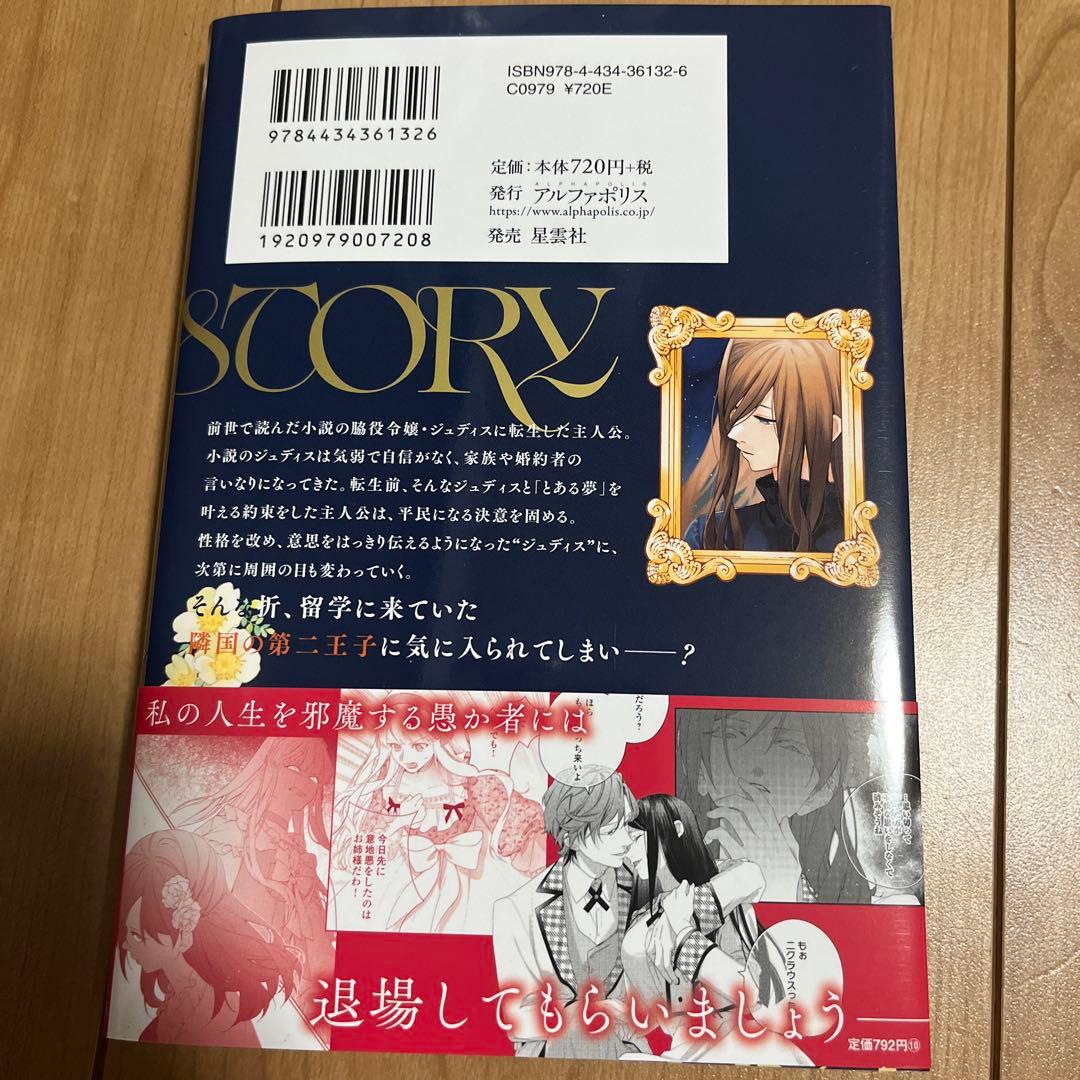 9784434361326
ISBN978-4-434-36132-6
C0979 ¥720E
1920979007208
定価：本体720円+税
ALPHAPOLIS
発行 アルファポリス
https://www.alphapolis.co.jp/
発売 星雲社
STORY
前世で読んだ小説の脇役令嬢・ジュディスに転生した主人公。
小説のジュディスは気弱で自信がなく、家族や婚約者の
言いなりになってきた。転生前、そんなジュディスと「とある夢」を
叶える約束をした主人公は、平民になる決意を固める。
性格を改め、意思をはっきり伝えるようになった“ジュディス”に、
次第に周囲の目も変わっていく。
そんな折、留学に来ていた
隣国の第二王子に気に入られてしまい――？
私の人生を邪魔する愚か者には
でも！
今日先に
意地悪をしたのは
お姉様だわ！
ほら
ち来いよ
だろう？
もぉ
ニクラウスっ
退場してもらいましょう――
定価792円⑩